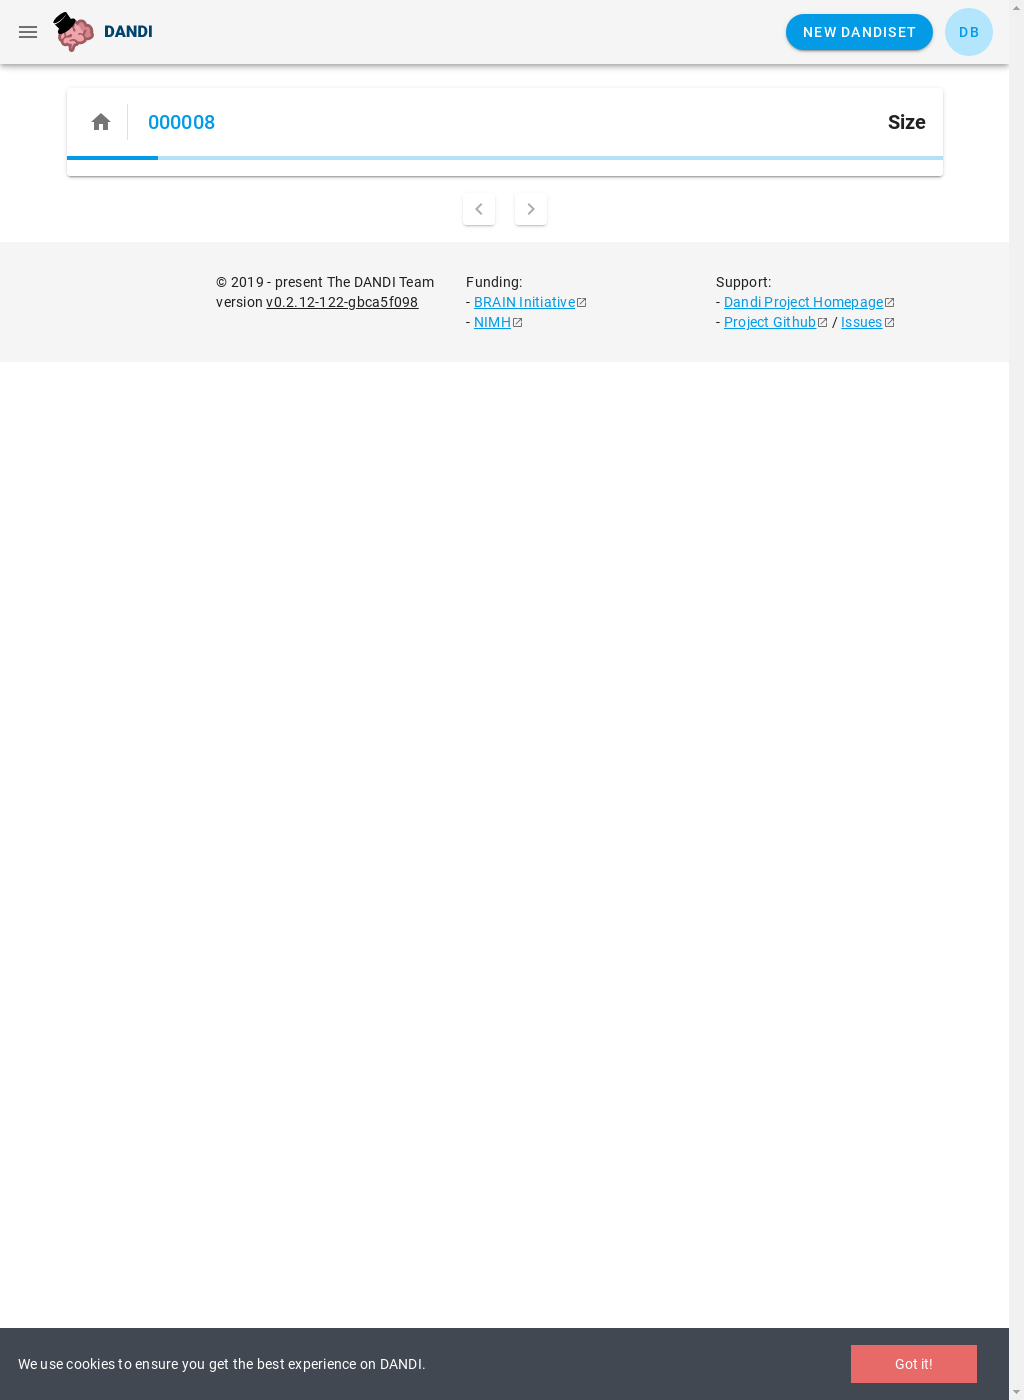 DANDI
NEW DANDISET
DB
000008
Size
© 2019 - present The DANDI Team
version v0.2.12-122-gbca5f098
Funding:
- BRAIN Initiative
- NIMH
Support:
- Dandi Project Homepage
- Project Github / Issues
We use cookies to ensure you get the best experience on DANDI.
Got it!